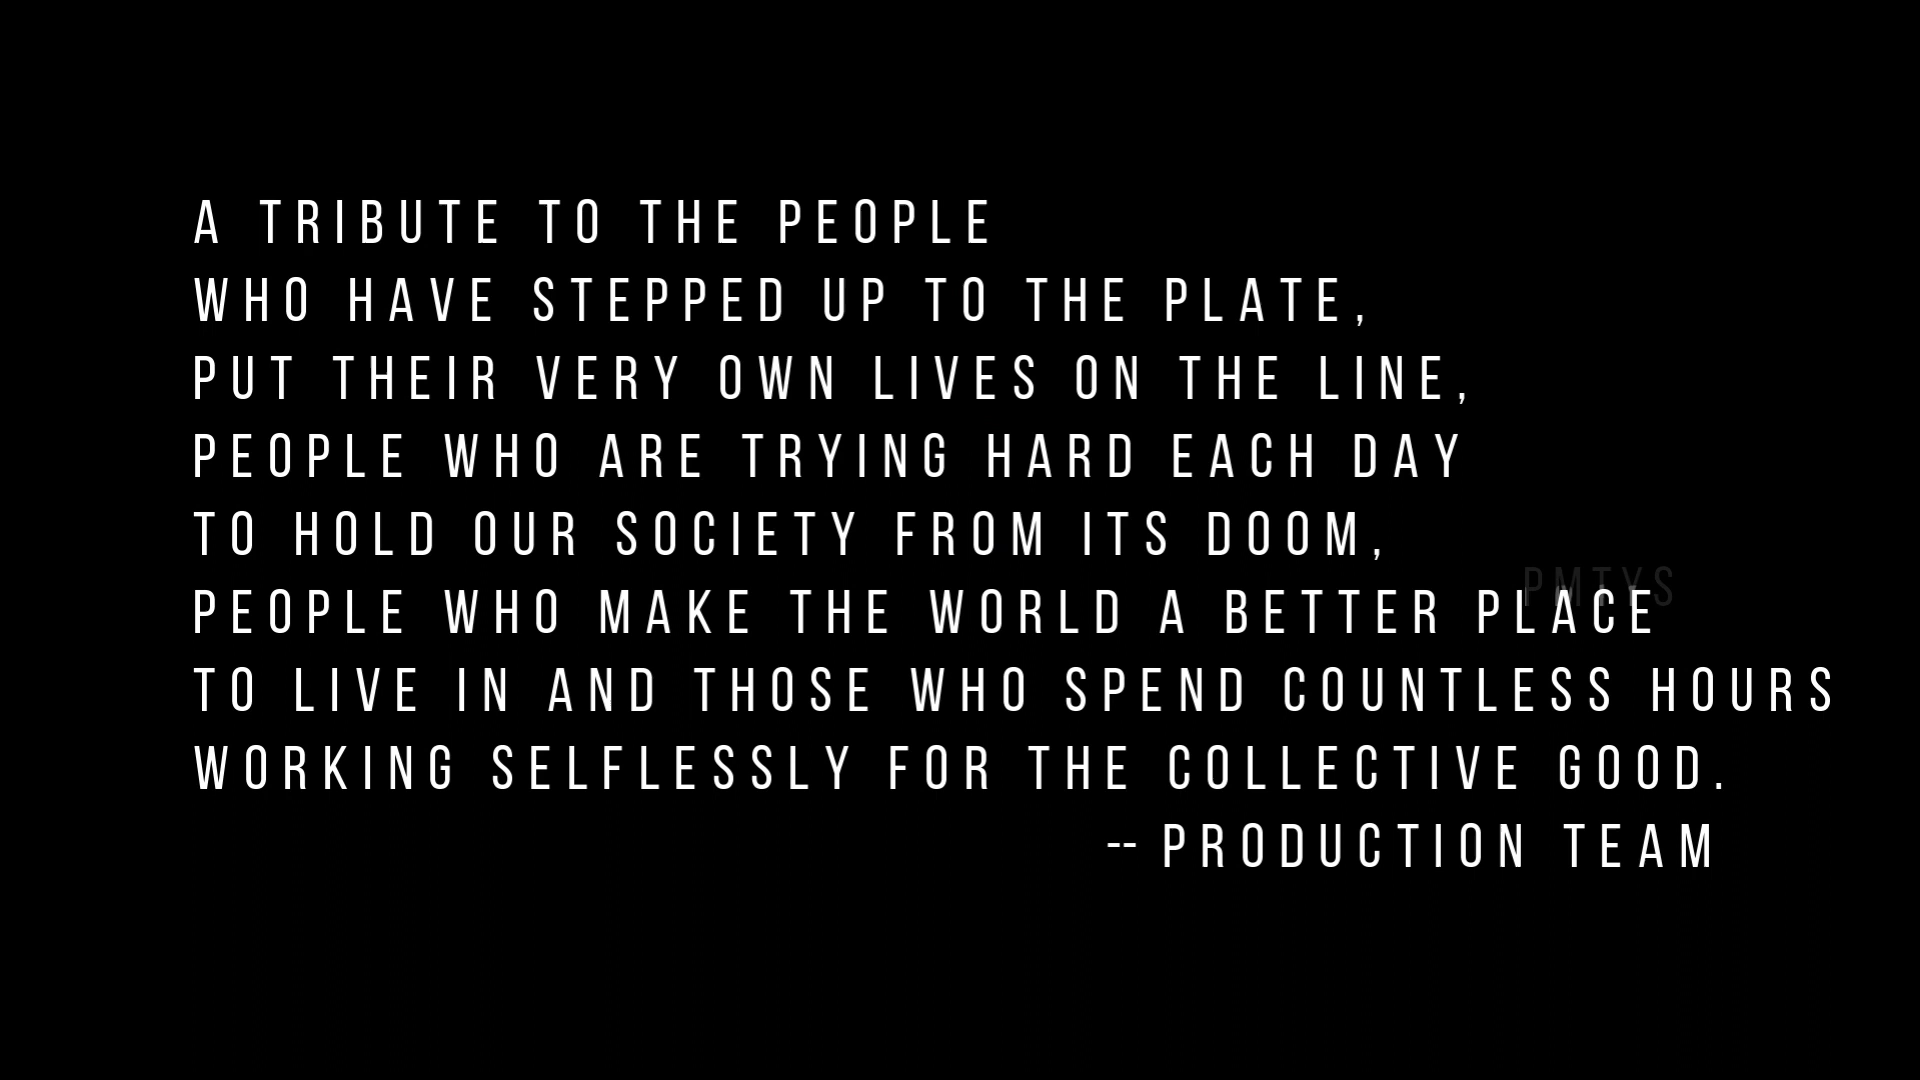 A TRIBUTE TO THE PEOPLE
WHO HAVE STEPPED UP TO THE PLATE,
PUT THEIR VERY OWN LIVES ON THE LINE,
PEOPLE WHO ARE TRYING HARD EACH DAY
TO HOLD OUR SOCIETY FROM ITS DOOM,
PMTYS
PEOPLE WHO MAKE THE WORLD A BETTER PLACE
TO LIVE IN AND THOSE WHO SPEND COUNTLESS HOURS
WORKING SELFLESSLY FOR THE COLLECTIVE GOOD.
-- PRODUCTION TEAM